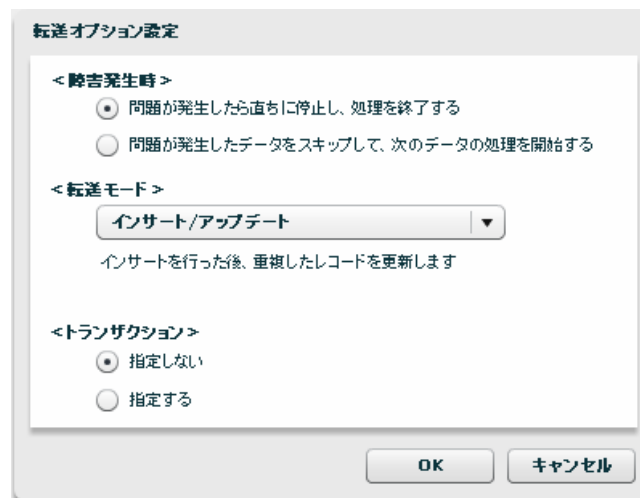 転送オプション設定
<障害発生時>
問題が発生したら直ちに停止し、処理を終了する
問題が発生したデータをスキップして、次のデータの処理を開始する
<転送モード>
インサート/アップデート
インサートを行った後、重複したレコードを更新します
<トランザクション>
指定しない
指定する
OK
キャンセル